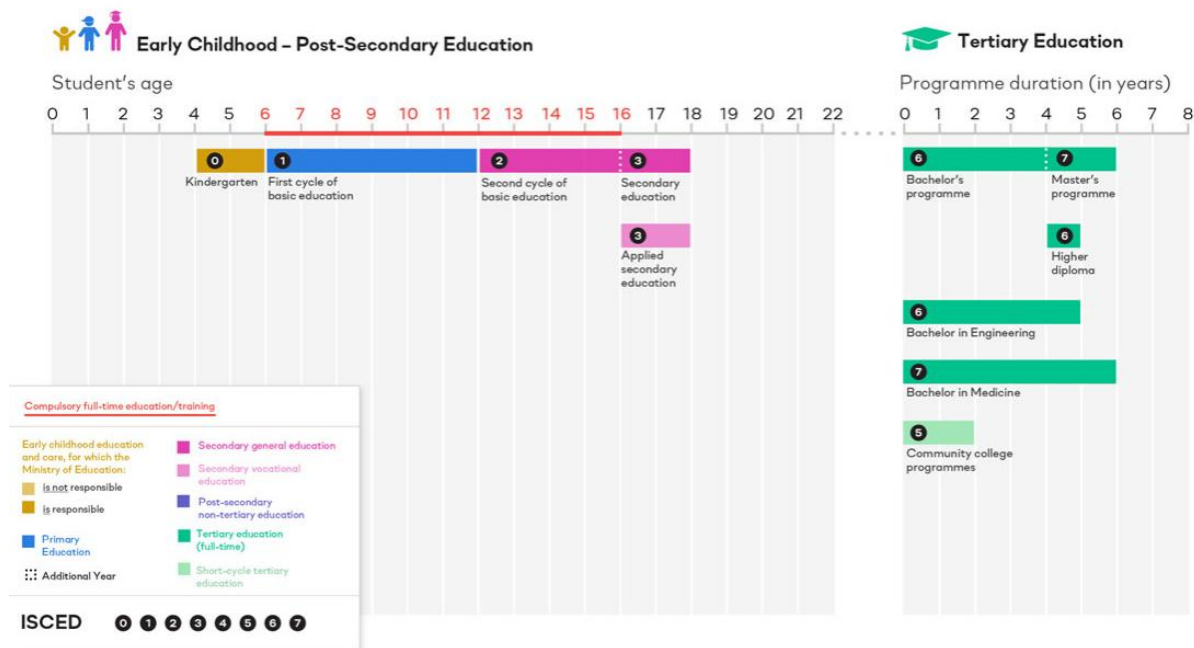 Early Childhood – Post-Secondary Education
Student's age
0 1 2 3 4 5 6 7 8 9 10 11 12 13 14 15 16 17 18 19 20 21 22
0
Kindergarten
1
First cycle of
basic education
2
Second cycle of
basic education
3
Secondary
education
3
Applied
secondary
education
Tertiary Education
Programme duration (in years)
0 1 2 3 4 5 6 7 8
6
Bachelor's
programme
7
Master's
programme
6
Higher
diploma
6
Bachelor in Engineering
7
Bachelor in Medicine
5
Community college
programmes
Compulsory full-time education/training
Early childhood education
and care, for which the
Ministry of Education:
is not responsible
is responsible
Primary
Education
Additional Year
Secondary general education
Secondary vocational
education
Post-secondary
non-tertiary education
Tertiary education
(full-time)
Short-cycle tertiary
education
ISCED 0 1 2 3 4 5 6 7